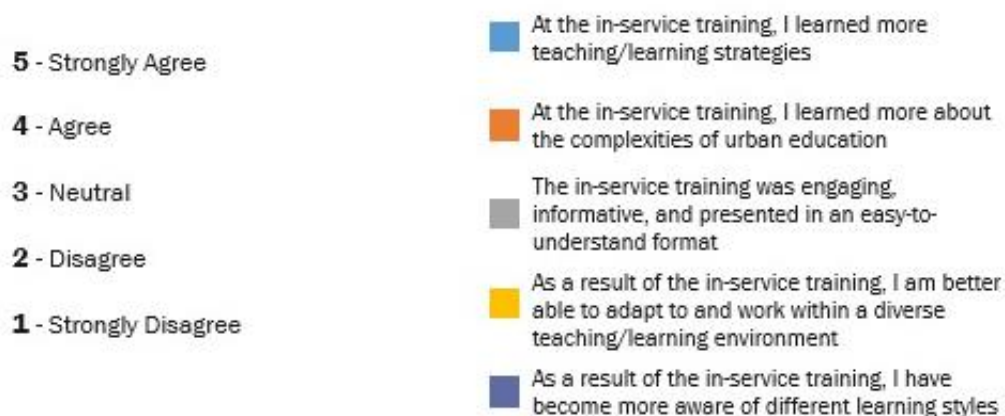 5 - Strongly Agree
4 - Agree
3 - Neutral
2 - Disagree
1 - Strongly Disagree
At the in-service training, I learned more
teaching/learning strategies
At the in-service training, I learned more about
the complexities of urban education
The in-service training was engaging,
informative, and presented in an easy-to-
understand format
As a result of the in-service training, I am better
able to adapt to and work within a diverse
teaching/learning environment
As a result of the in-service training, I have
become more aware of different learning styles